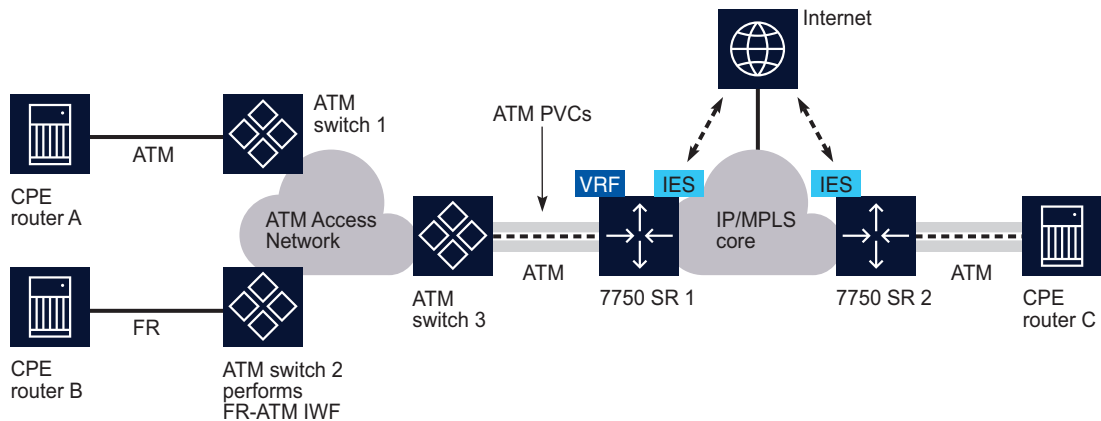 Internet
ATM
switch 1
ATM PVCs
ATM
CPE
router A
VRF
IES
IES
ATM Access
Network
IP/MPLS
core
ATM
ATM
ATM
switch 3
7750 SR 1
7750 SR 2
CPE
router C
FR
CPE
router B
ATM switch 2
performs
FR-ATM IWF